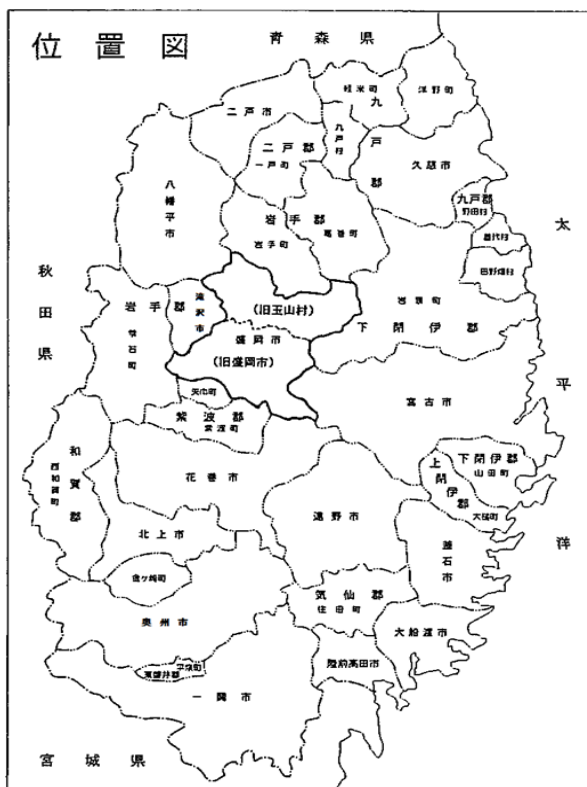 位置図
青森県
軽米町
九
洋野町
二戸市
九戸村
二戸郡
一戸町
戸
郡
久慈市
八幡平市
九戸郡
野田村
太
岩手郡
葛巻町
岩手町
普代村
田野畑村
秋田県
岩手郡
滝沢市
(旧玉山村)
岩泉町
雫石町
盛岡市
下閉伊郡
(旧盛岡市)
平
矢巾町
宮古市
紫波郡
紫波町
和賀郡
西和賀町
下閉伊郡
山田町
上閉伊郡
花巻市
大槌町
遠野市
北上市
釜石市
洋
金ヶ崎町
気仙郡
住田町
奥州市
大船渡市
平泉町
西磐井郡
陸前高田市
一関市
宮城県